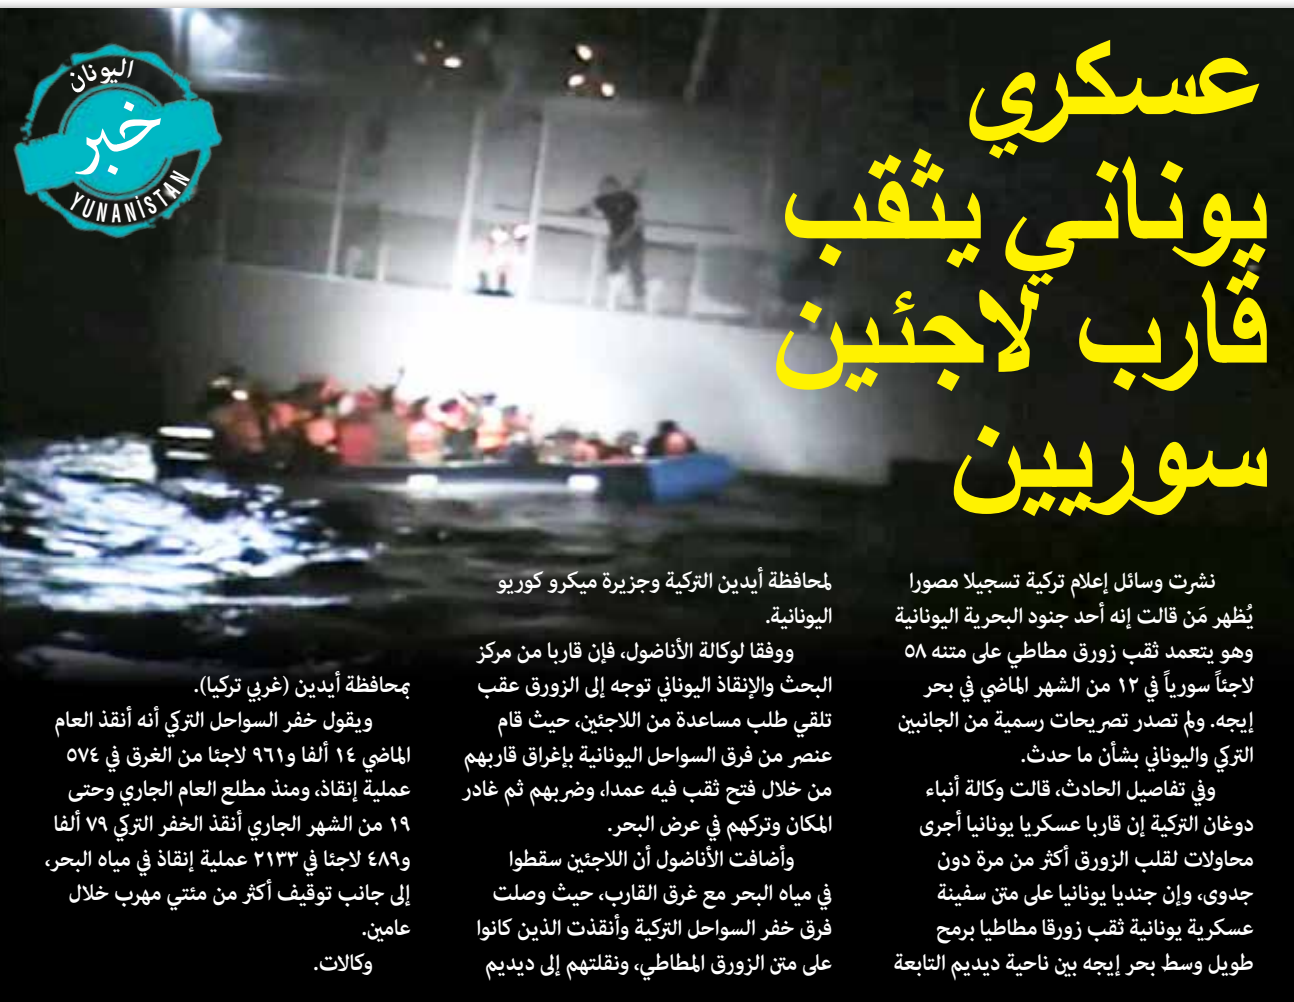 اليونان
خبر
YUNANİSTAN
عسكري
يوناني يثقب
قارب لاجئين
سوريين
نشرت وسائل إعلام تركية تسجيلا مصورا
يُظهر مَن قالت إنه أحد جنود البحرية اليونانية
وهو يتعمد ثقب زورق مطاطي على متنه ٥٨
لاجئاً سورياً في ١٢ من الشهر الماضي في بحر
إيجه. ولم تصدر تصريحات رسمية من الجانبين
التركي واليوناني بشأن ما حدث.
وفي تفاصيل الحادث، قالت وكالة أنباء
دوغان التركية إن قاربا عسكريا يونانيا أجرى
محاولات لقلب الزورق أكثر من مرة دون
جدوى، وإن جنديا يونانيا على متن سفينة
عسكرية يونانية ثقب زورقا مطاطيا برمح
طويل وسط بحر إيجه بين ناحية ديديم التابعة
لمحافظة أيدين التركية وجزيرة ميكرو كوريو
اليونانية.
ووفقا لوكالة الأناضول، فإن قاربا من مركز
البحث والإنقاذ اليوناني توجه إلى الزورق عقب
تلقي طلب مساعدة من اللاجئين، حيث قام
عنصر من فرق السواحل اليونانية بإغراق قاربهم
من خلال فتح ثقب فيه عمدا، وضربهم ثم غادر
المكان وتركهم في عرض البحر.
وأضافت الأناضول أن اللاجئين سقطوا
في مياه البحر مع غرق القارب، حيث وصلت
فرق خفر السواحل التركية وأنقذت الذين كانوا
على متن الزورق المطاطي، ونقلتهم إلى ديديم
بمحافظة أيدين (غربي تركيا).
ويقول خفر السواحل التركي أنه أنقذ العام
الماضي ١٤ ألفا و٩٦١ لاجئا من الغرق في ٥٧٤
عملية إنقاذ، ومنذ مطلع العام الجاري وحتى
١٩ من الشهر الجاري أنقذ الخفر التركي ٧٩ ألفا
و٤٨٩ لاجئا في ٢١٣٣ عملية إنقاذ في مياه البحر،
إلى جانب توقيف أكثر من مئتي مهرب خلال
عامين.
وكالات.